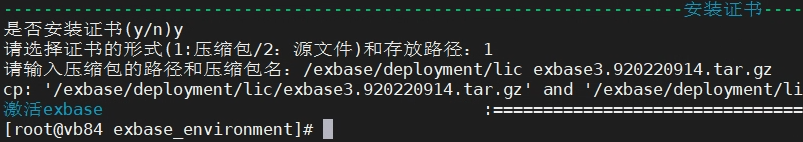 --------------------------------------------------------------------安装证书----
是否安装证书(y/n)y
请选择证书的形式(1:压缩包/2: 源文件)和存放路径: 1
请输入压缩包的路径和压缩包名: /exbase/deployment/lic exbase3.920220914.tar.gz
cp: '/exbase/deployment/lic/exbase3.920220914.tar.gz' and '/exbase/deployment/li
激活exbase :===============================
[root@vb84 exbase_environment]#